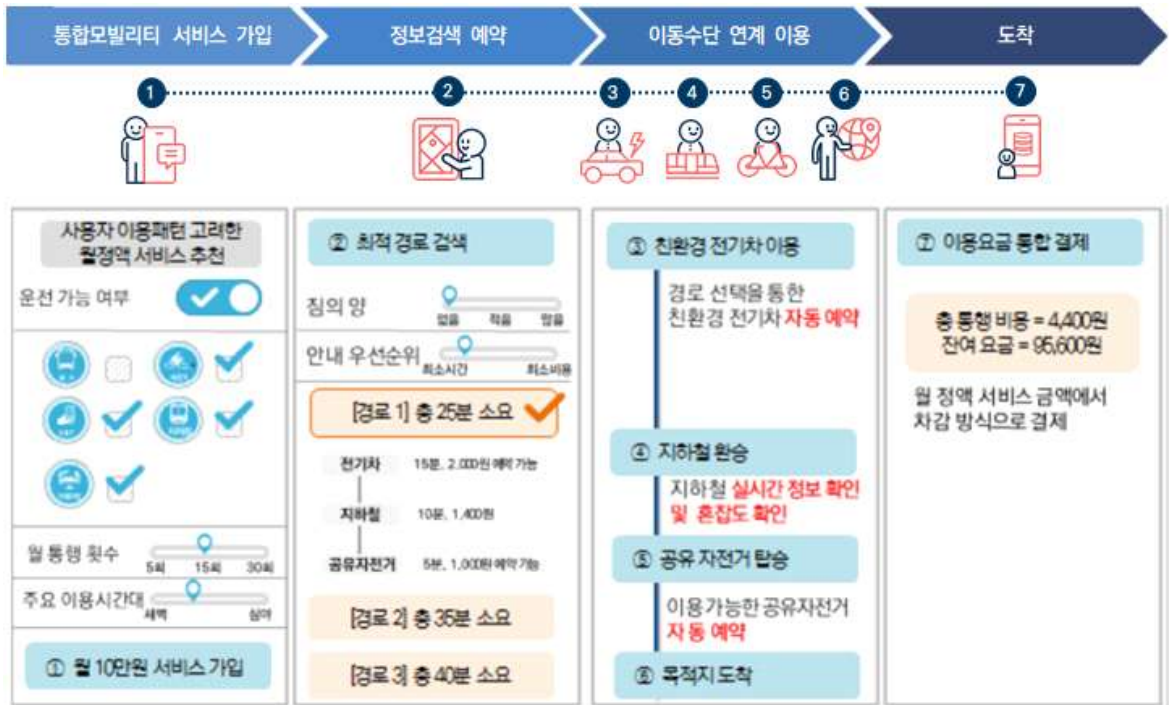 통합모빌리티 서비스 가입
정보검색 예약
이동수단 연계 이용
도착
1
2
3
4
5
6
7
사용자 이용패턴 고려한
월정액 서비스 추천
운전 가능 여부
월 통행 횟수
5회 15회 30회
주요 이용시간대
새벽 심야
① 월 10만원 서비스 가입
② 최적 경로 검색
짐의 양
없음 적음 많음
안내 우선순위
최소시간 최소비용
[경로 1] 총 25분 소요
전기차 15분, 2,000원 예약 가능
지하철 10분, 1,400원
공유자전거 5분, 1,000원 예약 가능
[경로 2] 총 35분 소요
[경로 3] 총 40분 소요
③ 친환경 전기차 이용
경로 선택을 통한
친환경 전기차 자동 예약
④ 지하철 환승
지하철 실시간 정보 확인
및 혼잡도 확인
⑤ 공유 자전거 탑승
이용 가능한 공유자전거
자동 예약
⑥ 목적지 도착
⑦ 이용요금 통합 결제
총 통행 비용 = 4,400원
잔여 요금 = 95,600원
월 정액 서비스 금액에서
차감 방식으로 결제